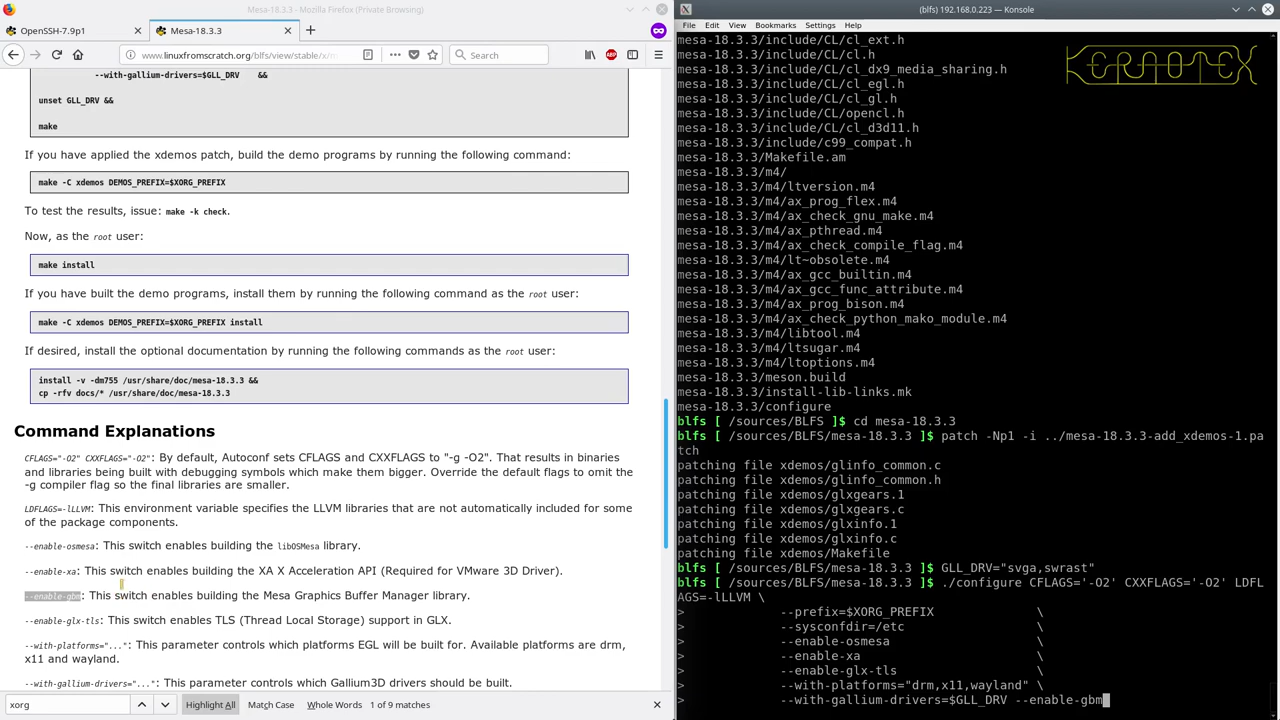 Mesa-18.3.3 - Mozilla Firefox (Private Browsing)
OpenSSH-7.9p1
Mesa-18.3.3
www.linuxfromscratch.org/blfs/view/stable/x/m
Search
--with-gallium-drivers=$GLL_DRV    &&
unset GLL_DRV &&
make
If you have applied the xdemos patch, build the demo programs by running the following command:
make -C xdemos DEMOS_PREFIX=$XORG_PREFIX
To test the results, issue: make -k check.
Now, as the root user:
make install
If you have built the demo programs, install them by running the following command as the root user:
make -C xdemos DEMOS_PREFIX=$XORG_PREFIX install
If desired, install the optional documentation by running the following commands as the root user:
install -v -dm755 /usr/share/doc/mesa-18.3.3 &&
cp -rfv docs/* /usr/share/doc/mesa-18.3.3
Command Explanations
CFLAGS="-O2" CXXFLAGS="-O2": By default, Autoconf sets CFLAGS and CXXFLAGS to "-g -O2". That results in binaries
and libraries being built with debugging symbols which make them bigger. Override the default flags to omit the
-g compiler flag so the final libraries are smaller.
LDFLAGS=-lLLVM: This environment variable specifies the LLVM libraries that are not automatically included for some
of the package components.
--enable-osmesa: This switch enables building the libOSMesa library.
--enable-xa: This switch enables building the XA X Acceleration API (Required for VMware 3D Driver).
--enable-gbm: This switch enables building the Mesa Graphics Buffer Manager library.
--enable-glx-tls: This switch enables TLS (Thread Local Storage) support in GLX.
--with-platforms="...": This parameter controls which platforms EGL will be built for. Available platforms are drm,
x11 and wayland.
--with-gallium-drivers="...": This parameter controls which Gallium3D drivers should be built.
xorg
Highlight All
Match Case
Whole Words
1 of 9 matches
(blfs) 192.168.0.223 — Konsole
File Edit View Bookmarks Settings Help
KERAOTEX
mesa-18.3.3/include/CL/cl_ext.h
mesa-18.3.3/include/CL/cl.h
mesa-18.3.3/include/CL/cl_dx9_media_sharing.h
mesa-18.3.3/include/CL/cl_egl.h
mesa-18.3.3/include/CL/cl_gl.h
mesa-18.3.3/include/CL/opencl.h
mesa-18.3.3/include/CL/cl_d3d11.h
mesa-18.3.3/include/c99_compat.h
mesa-18.3.3/Makefile.am
mesa-18.3.3/m4/
mesa-18.3.3/m4/ltversion.m4
mesa-18.3.3/m4/ax_prog_flex.m4
mesa-18.3.3/m4/ax_check_gnu_make.m4
mesa-18.3.3/m4/ax_pthread.m4
mesa-18.3.3/m4/ax_check_compile_flag.m4
mesa-18.3.3/m4/lt~obsolete.m4
mesa-18.3.3/m4/ax_gcc_builtin.m4
mesa-18.3.3/m4/ax_gcc_func_attribute.m4
mesa-18.3.3/m4/ax_prog_bison.m4
mesa-18.3.3/m4/ax_check_python_mako_module.m4
mesa-18.3.3/m4/libtool.m4
mesa-18.3.3/m4/ltsugar.m4
mesa-18.3.3/m4/ltoptions.m4
mesa-18.3.3/meson.build
mesa-18.3.3/install-lib-links.mk
mesa-18.3.3/configure
blfs [ /sources/BLFS ]$ cd mesa-18.3.3
blfs [ /sources/BLFS/mesa-18.3.3 ]$ patch -Np1 -i ../mesa-18.3.3-add_xdemos-1.pa
tch
patching file xdemos/glinfo_common.c
patching file xdemos/glinfo_common.h
patching file xdemos/glxgears.1
patching file xdemos/glxgears.c
patching file xdemos/glxinfo.1
patching file xdemos/glxinfo.c
patching file xdemos/Makefile
blfs [ /sources/BLFS/mesa-18.3.3 ]$ GLL_DRV="svga,swrast"
blfs [ /sources/BLFS/mesa-18.3.3 ]$ ./configure CFLAGS='-O2' CXXFLAGS='-O2' LDFL
AGS=-lLLVM \
>            --prefix=$XORG_PREFIX              \
>            --sysconfdir=/etc                  \
>            --enable-osmesa                    \
>            --enable-xa                        \
>            --enable-glx-tls                   \
>            --with-platforms="drm,x11,wayland" \
>            --with-gallium-drivers=$GLL_DRV --enable-gbm